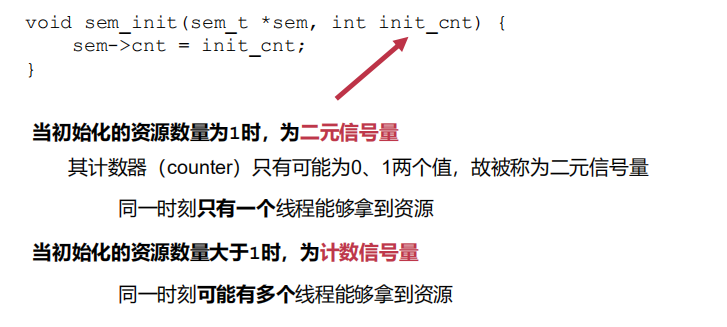 void sem_init(sem_t *sem, int init_cnt) {
    sem->cnt = init_cnt;
}
当初始化的资源数量为1时，为二元信号量
其计数器（counter）只有可能为0、1两个值，故被称为二元信号量
同一时刻只有一个线程能够拿到资源
当初始化的资源数量大于1时，为计数信号量
同一时刻可能有多个线程能够拿到资源